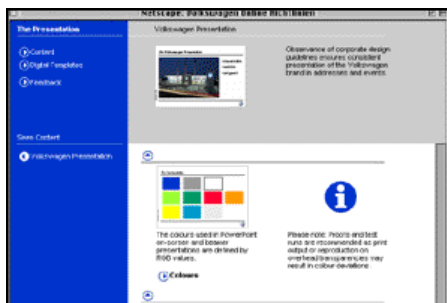 Netscape: Volkswagen Online Richtlinien
The Presentation
Content
Digital Templates
Feedback
Seen Content
Volkswagen Presentation
Volkswagen Presentation
Observance of corporate design
guidelines ensures consistent
presentation of the Volkswagen
brand in addresses and events.
The colours used in PowerPoint
on-screen and beamer
presentations are defined by
RGB values.
Colours
Please note: Proofs and test
runs are recommended as print
output or reproduction on
overhead transparencies may
result in colour deviations.